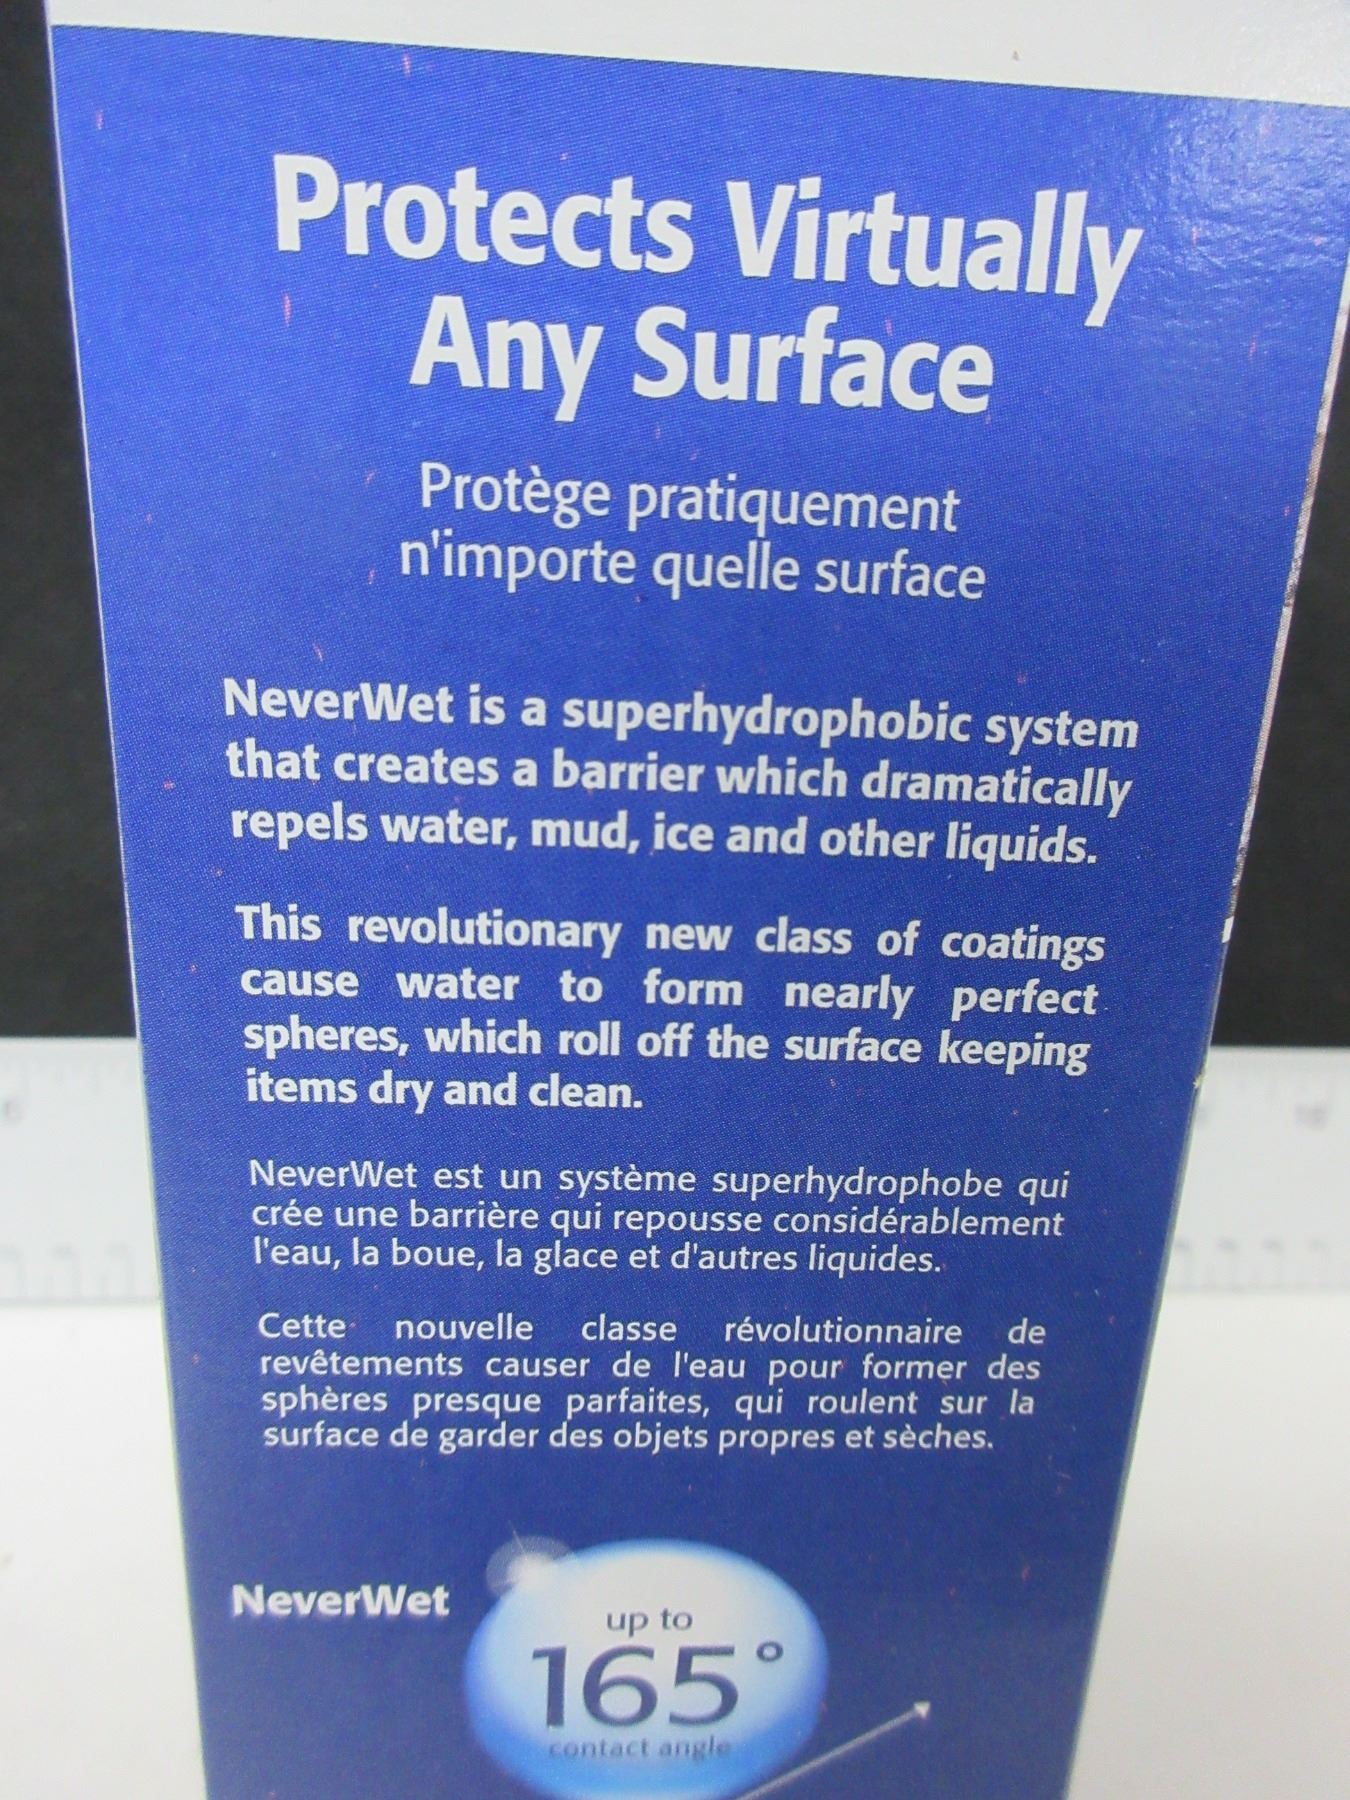 Protects Virtually
Any Surface
Protège pratiquement
n'importe quelle surface
NeverWet is a superhydrophobic system
that creates a barrier which dramatically
repels water, mud, ice and other liquids.
This revolutionary new class of coatings
cause water to form nearly perfect
spheres, which roll off the surface keeping
items dry and clean.
NeverWet est un système superhydrophobe qui
crée une barrière qui repousse considérablement
l'eau, la boue, la glace et d'autres liquides.
Cette nouvelle classe révolutionnaire de
revêtements causer de l'eau pour former des
sphères presque parfaites, qui roulent sur la
surface de garder des objets propres et sèches.
NeverWet
up to
165°
contact angle